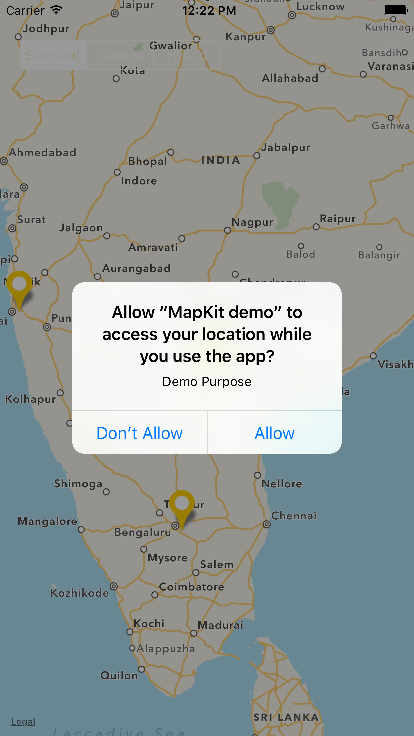 Carrier 12:22 PM
Jaipur
Lucknow
Jodhpur
Kanpur
Kushinaga
Gwalior
Standard
Bansdih
Varanasi
Kota
Allahabad
Garhwa
Ahmedabad
Jabalpur
Bhopal
INDIA
Indore
Surat
Raipur
Nagpur
Jalgaon
Amravati
Balod
Balangir
Aurangabad
Allow “MapKit demo” to
access your location while
you use the app?
Demo Purpose
Visakh
Kolhapur
Don’t Allow
Allow
Shimoga
Nellore
Mangalore
Chennai
Bengaluru
Mysore
Salem
Kozhikode
Coimbatore
Kochi
Madurai
Alappuzha
Quilon
Legal
SRI LANKA
Laccadive Sea